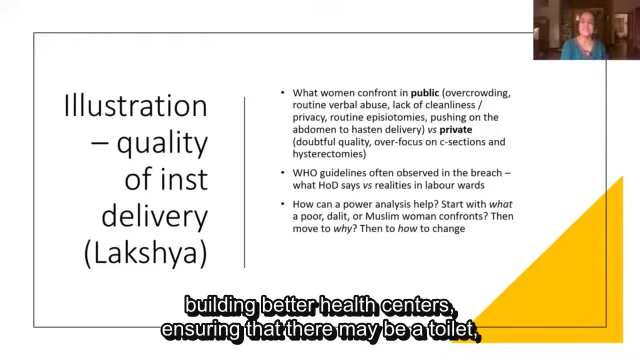 Illustration
– quality
of inst
delivery
(Lakshya)
• What women confront in public (overcrowding,
routine verbal abuse, lack of cleanliness /
privacy, routine episiotomies, pushing on the
abdomen to hasten delivery) vs private
(doubtful quality, over-focus on c-sections and
hysterectomies)
• WHO guidelines often observed in the breach –
what HoD says vs realities in labour wards
• How can a power analysis help? Start with what
a poor, dalit, or Muslim woman confronts? Then
move to why? Then to how to change
building better health centers,
ensuring that there may be a toilet,